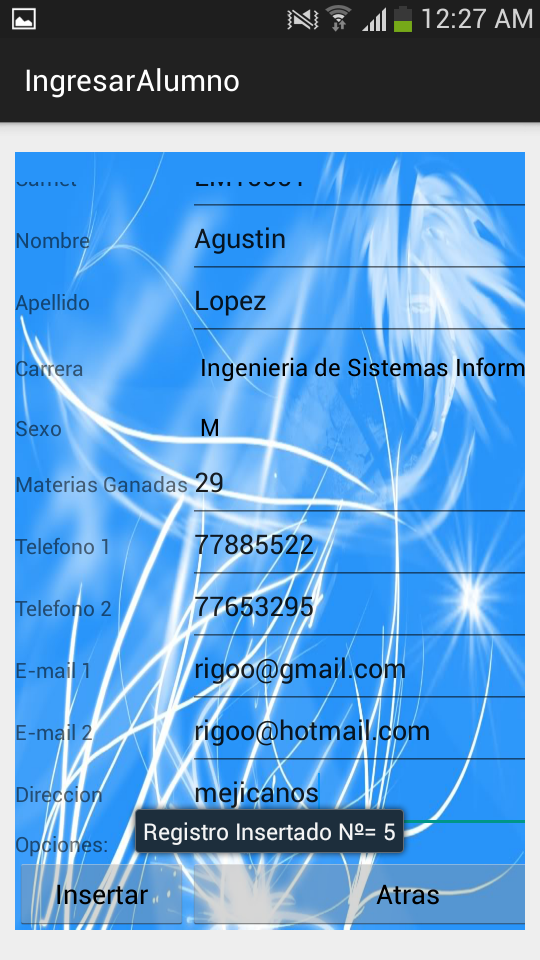 12:27 AM
IngresarAlumno
Carnet
Nombre Agustin
Apellido Lopez
Carrera Ingenieria de Sistemas Inform
Sexo M
Materias Ganadas 29
Telefono 1 77885522
Telefono 2 77653295
E-mail 1 rigoo@gmail.com
E-mail 2 rigoo@hotmail.com
Direccion mejicanos
Registro Insertado Nº= 5
Opciones:
Insertar Atras